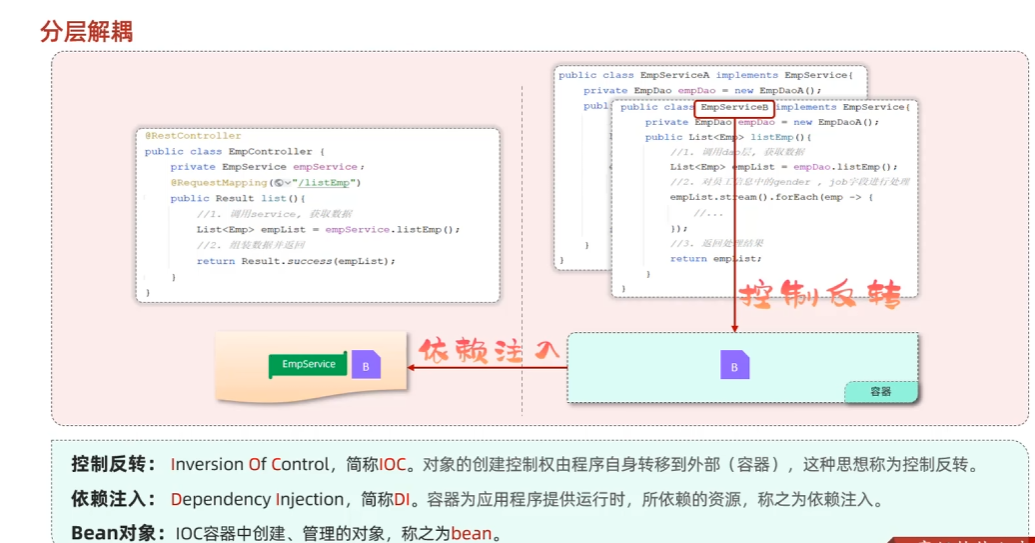 分层解耦
@RestController
public class EmpController {
private EmpService empService;
@RequestMapping("/listEmp")
public Result list(){
//1. 调用service, 获取数据
List<Emp> empList = empService.listEmp();
//2. 组装数据并返回
return Result.success(empList);
}
}
public class EmpServiceA implements EmpService{
private EmpDao empDao = new EmpDaoA();
publ
}
}
public class EmpServiceB implements EmpService{
private EmpDao empDao = new EmpDaoA();
public List<Emp> listEmp(){
//1. 调用dao层, 获取数据
List<Emp> empList = empDao.listEmp();
//2. 对员工信息中的gender , job字段进行处理
empList.stream().forEach(emp -> {
//...
});
//3. 返回处理结果
return empList;
}
}
控制反转
EmpService B
依赖注入
B
容器
控制反转： Inversion Of Control，简称IOC。对象的创建控制权由程序自身转移到外部（容器），这种思想称为控制反转。
依赖注入： Dependency Injection，简称DI。容器为应用程序提供运行时，所依赖的资源，称之为依赖注入。
Bean对象：IOC容器中创建、管理的对象，称之为bean。